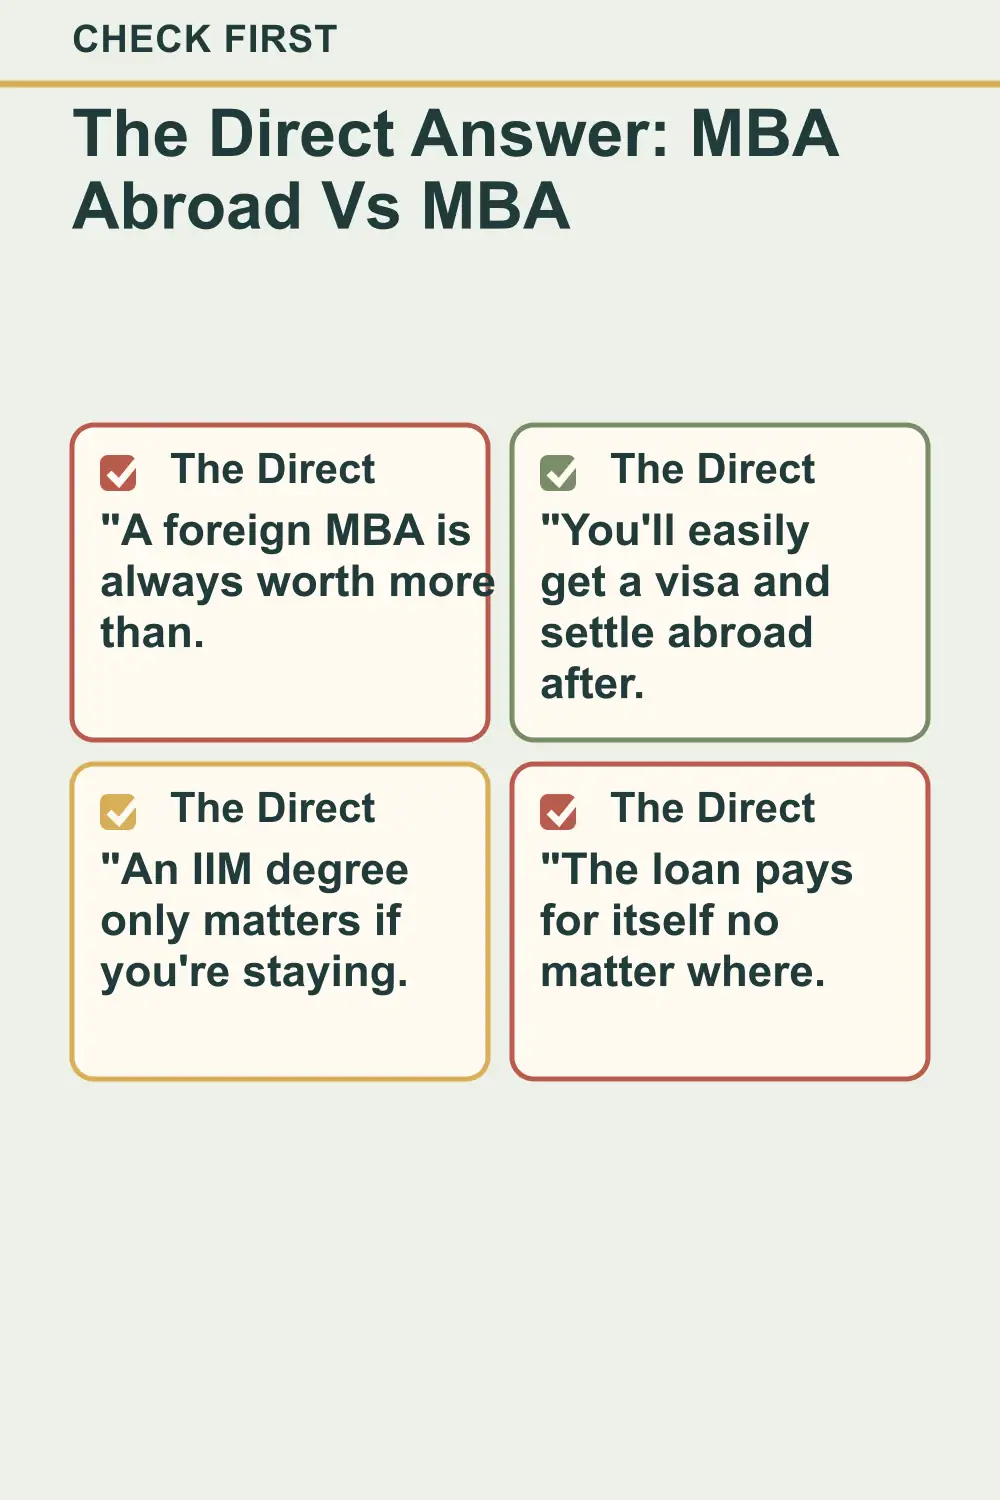 CHECK FIRST
The Direct Answer: MBA
Abroad Vs MBA
The Direct
"A foreign MBA is
always worth more
than.
The Direct
"You'll easily
get a visa and
settle abroad
after.
The Direct
"An IIM degree
only matters if
you're staying.
The Direct
"The loan pays
for itself no
matter where.